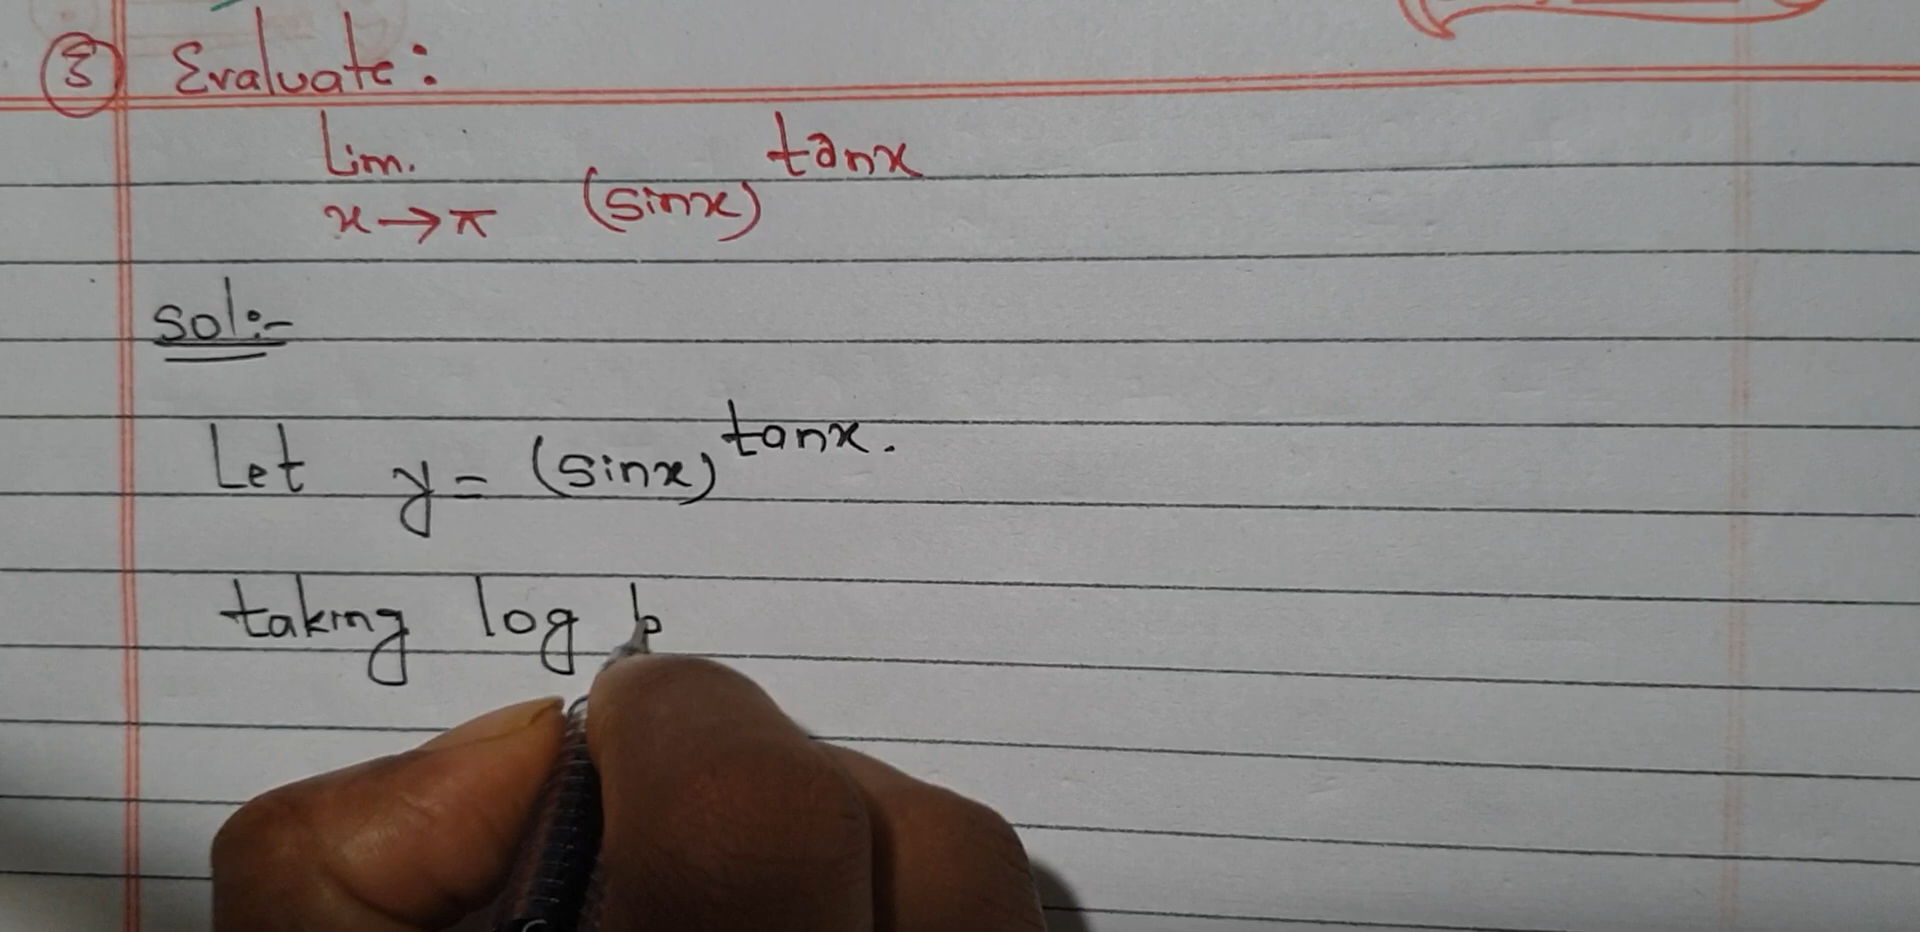 ③ Evaluate:
Lim. x→π (sinx)^tanx
Sol:-
Let y = (sinx)^tanx.
taking log b